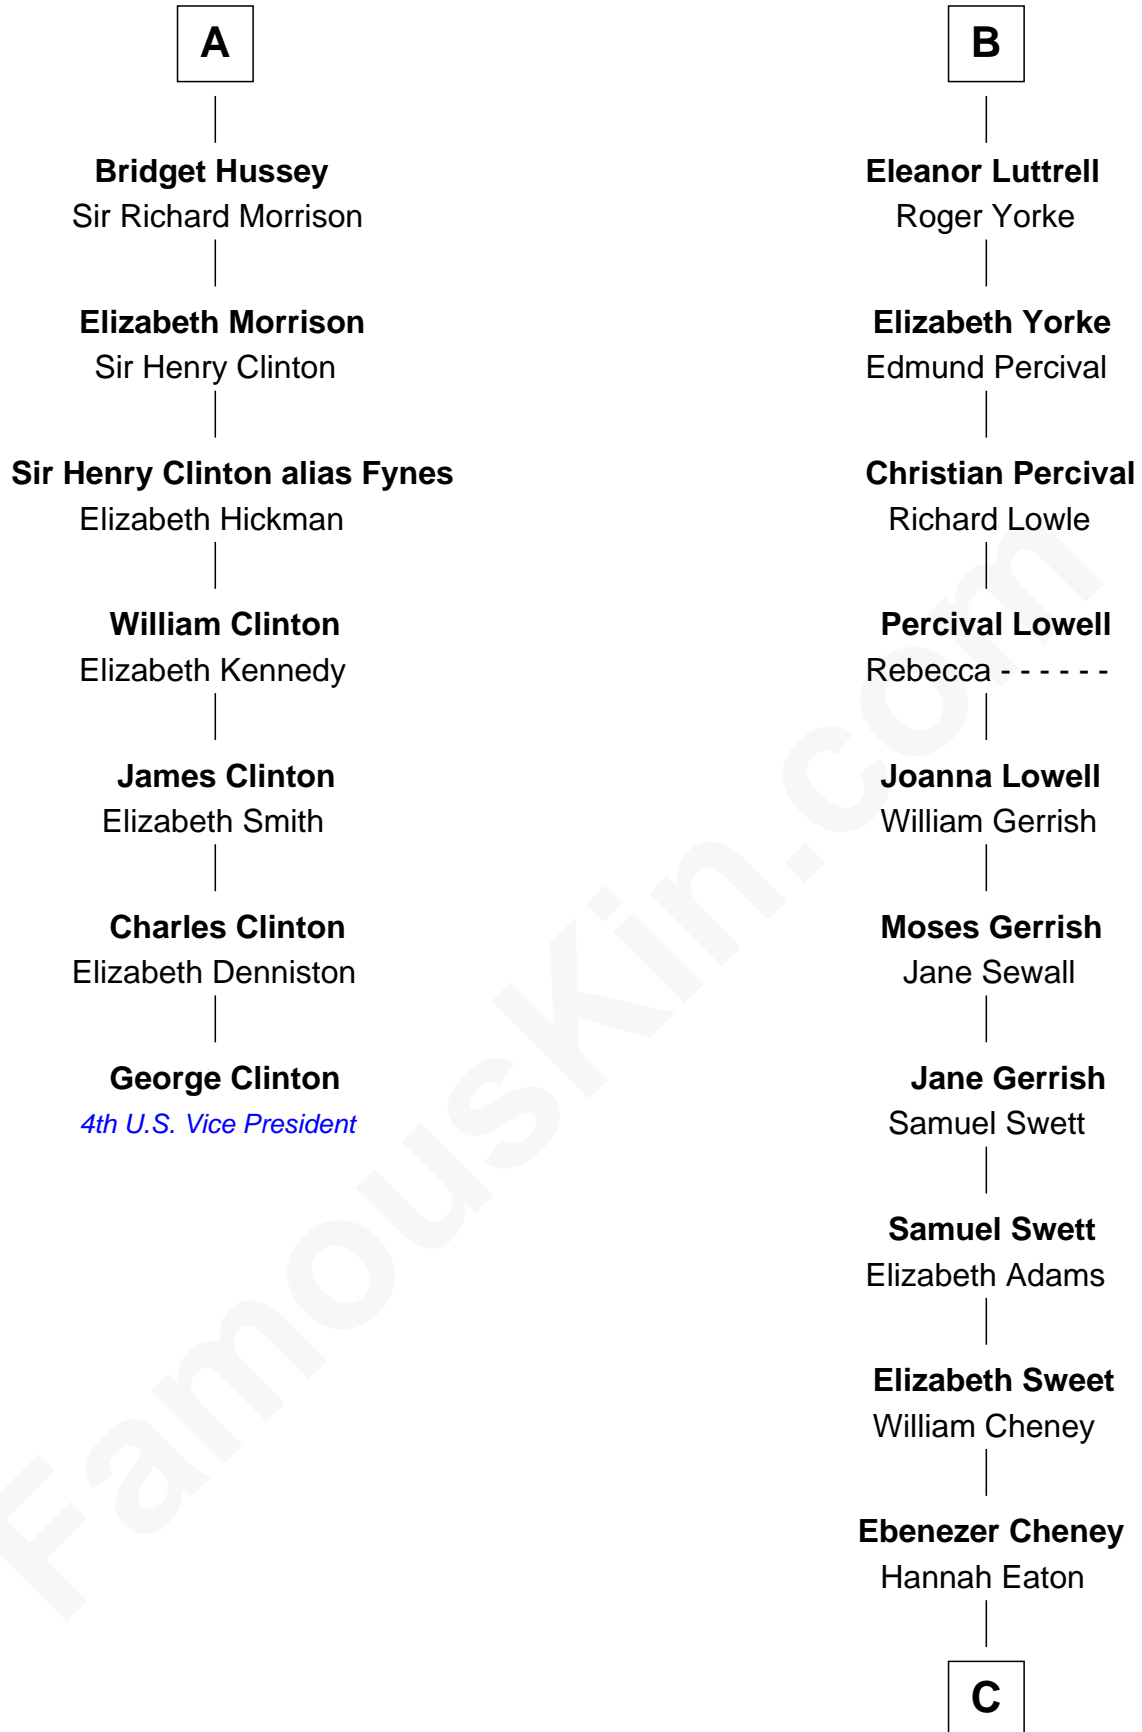 A
Bridget Hussey
Sir Richard Morrison
Elizabeth Morrison
Sir Henry Clinton
Sir Henry Clinton alias Fynes
Elizabeth Hickman
William Clinton
Elizabeth Kennedy
James Clinton
Elizabeth Smith
Charles Clinton
Elizabeth Denniston
George Clinton
4th U.S. Vice President
B
Eleanor Luttrell
Roger Yorke
Elizabeth Yorke
Edmund Percival
Christian Percival
Richard Lowle
Percival Lowell
Rebecca - - - - - -
Joanna Lowell
William Gerrish
Moses Gerrish
Jane Sewall
Jane Gerrish
Samuel Swett
Samuel Swett
Elizabeth Adams
Elizabeth Sweet
William Cheney
Ebenezer Cheney
Hannah Eaton
C
FamousKin.com